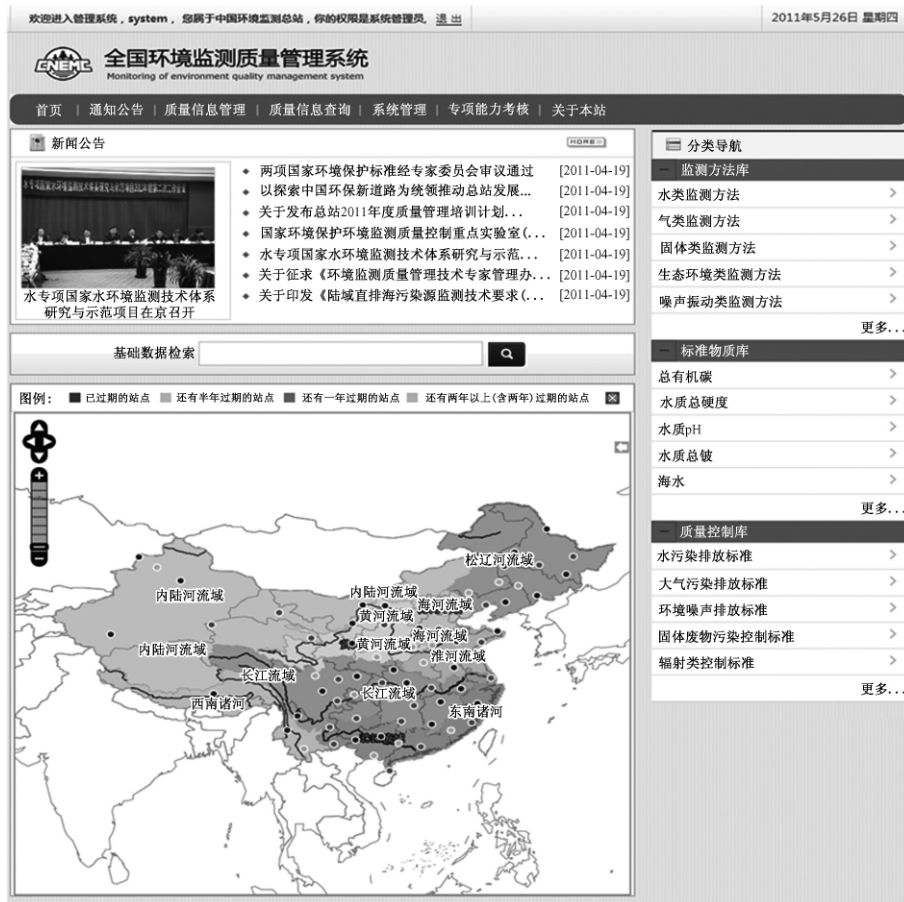 欢迎进入管理系统，system， 您属于中国环境监测总站，你的权限是系统管理员, 退 出
2011年5月26日 星期四
CNEMC
全国环境监测质量管理系统
Monitoring of environment quality management system
首页 | 通知公告 | 质量信息管理 | 质量信息查询 | 系统管理 | 专项能力考核 | 关于本站
新闻公告
MORE
两项国家环境保护标准经专家委员会审议通过 [2011-04-19]
以探索中国环保新道路为统领推动总站发展... [2011-04-19]
关于发布总站2011年度质量管理培训计划... [2011-04-19]
国家环境保护环境监测质量控制重点实验室(... [2011-04-19]
水专项国家水环境监测技术体系研究与示范... [2011-04-19]
关于征求《环境监测质量管理技术专家管理办... [2011-04-19]
关于印发《陆域直排海污染源监测技术要求(... [2011-04-19]
水专项国家水环境监测技术体系
研究与示范项目在京召开
基础数据检索
图例： 已过期的站点 还有半年过期的站点 还有一年过期的站点 还有两年以上(含两年)过期的站点
松辽河流域
内陆河流域
内陆河流域
海河流域
黄河流域
海河流域
黄河流域
内陆河流域
淮河流域
长江流域
长江流域
西南诸河
东南诸河
分类导航
监测方法库
水类监测方法
气类监测方法
固体类监测方法
生态环境类监测方法
噪声振动类监测方法
更多...
标准物质库
总有机碳
水质总硬度
水质pH
水质总铍
海水
更多...
质量控制库
水污染排放标准
大气污染排放标准
环境噪声排放标准
固体废物污染控制标准
辐射类控制标准
更多...